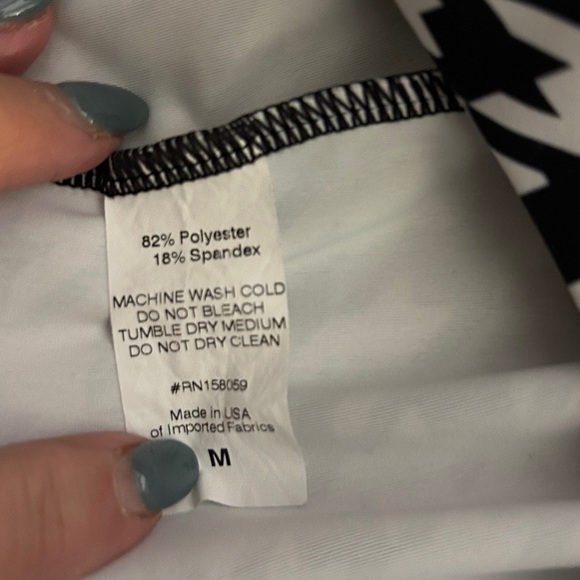 82% Polyester
18% Spandex
MACHINE WASH COLD
DO NOT BLEACH
TUMBLE DRY MEDIUM
DO NOT DRY CLEAN
#RN158059
Made in USA
of Imported Fabrics
M